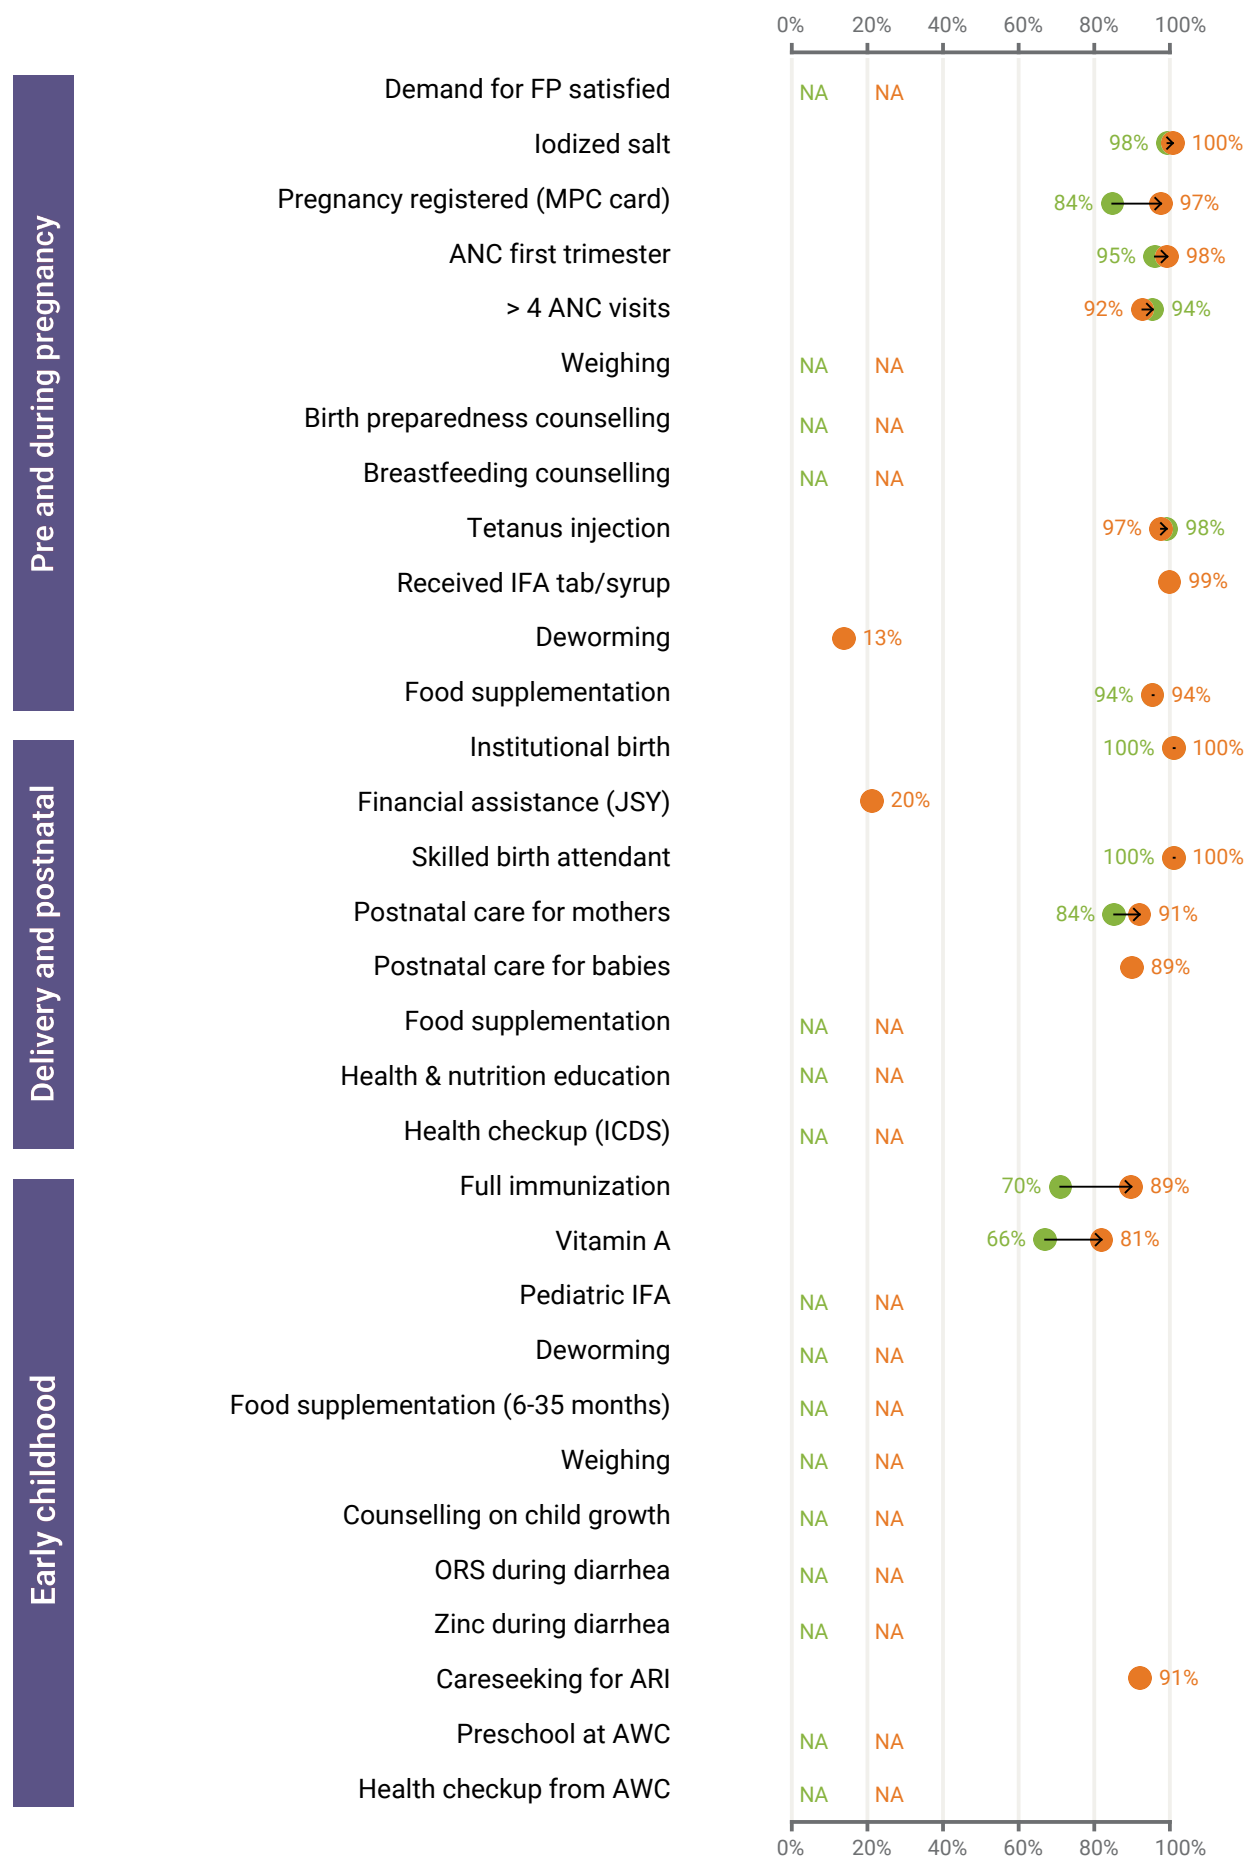 0% 20% 40% 60% 80% 100%
Pre and during pregnancy
Demand for FP satisfied NA NA
Iodized salt 98% 100%
Pregnancy registered (MPC card) 84% 97%
ANC first trimester 95% 98%
> 4 ANC visits 92% 94%
Weighing NA NA
Birth preparedness counselling NA NA
Breastfeeding counselling NA NA
Tetanus injection 97% 98%
Received IFA tab/syrup 99%
Deworming 13%
Food supplementation 94% 94%
Delivery and postnatal
Institutional birth 100% 100%
Financial assistance (JSY) 20%
Skilled birth attendant 100% 100%
Postnatal care for mothers 84% 91%
Postnatal care for babies 89%
Food supplementation NA NA
Health & nutrition education NA NA
Health checkup (ICDS) NA NA
Early childhood
Full immunization 70% 89%
Vitamin A 66% 81%
Pediatric IFA NA NA
Deworming NA NA
Food supplementation (6-35 months) NA NA
Weighing NA NA
Counselling on child growth NA NA
ORS during diarrhea NA NA
Zinc during diarrhea NA NA
Careseeking for ARI 91%
Preschool at AWC NA NA
Health checkup from AWC NA NA
0% 20% 40% 60% 80% 100%